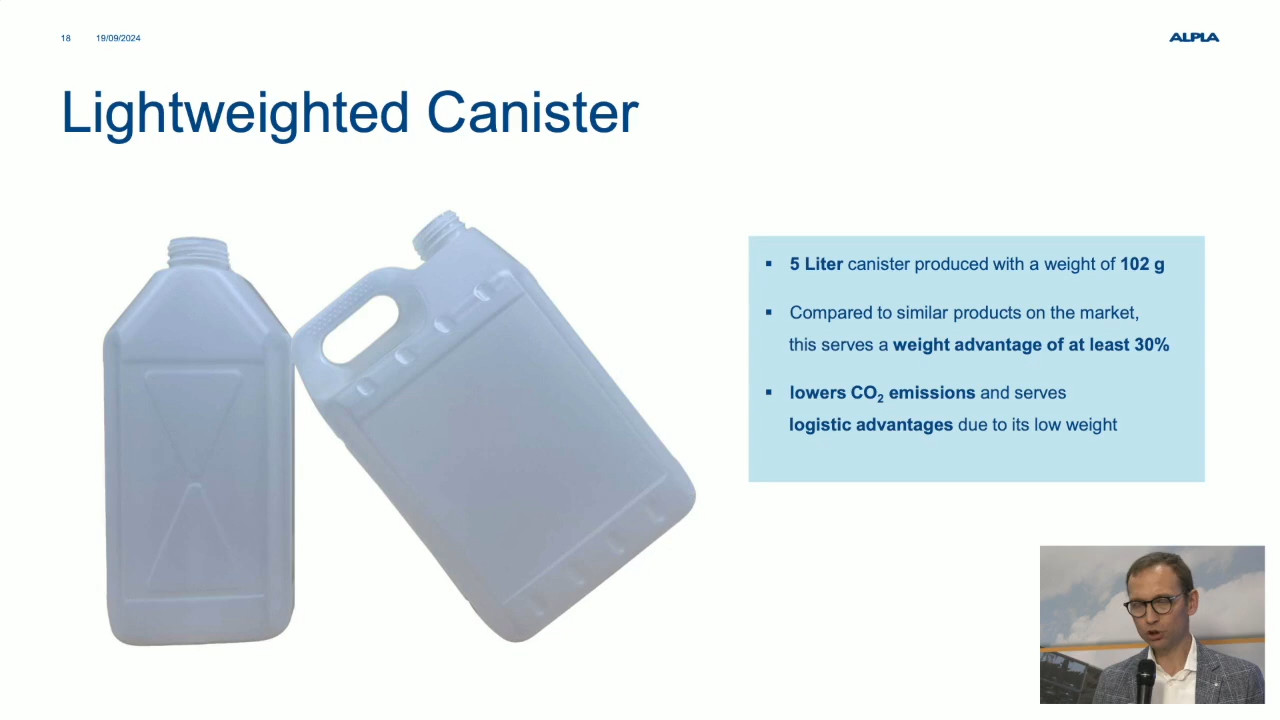 18 19/09/2024
ALPLA
Lightweighted Canister
▪ 5 Liter canister produced with a weight of 102 g
▪ Compared to similar products on the market,
this serves a weight advantage of at least 30%
▪ lowers CO₂ emissions and serves
logistic advantages due to its low weight